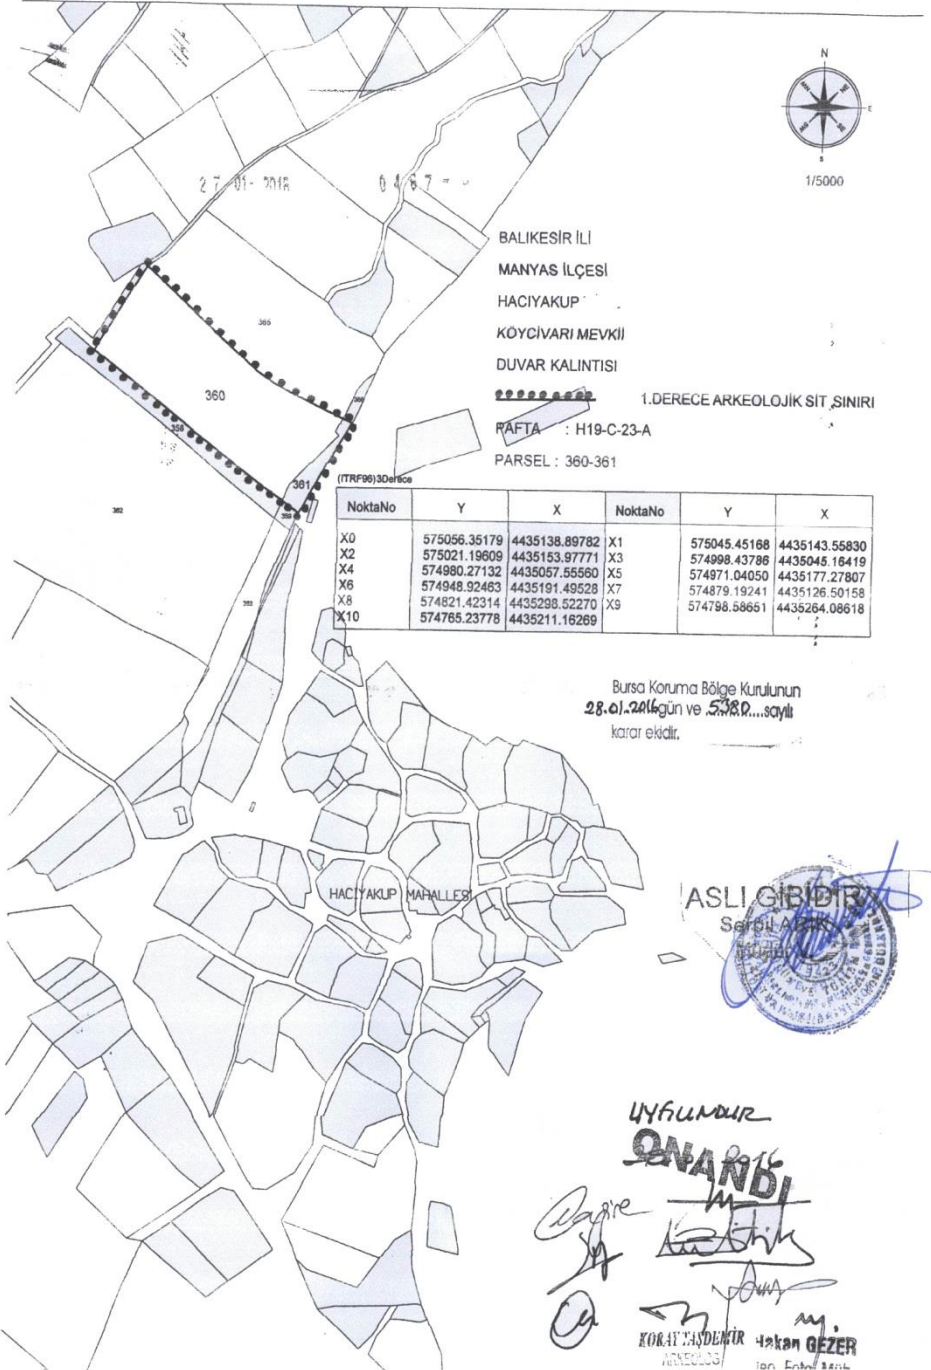 N
E
S
1/5000
BALIKESİR İLİ
MANYAS İLÇESİ
HACIYAKUP
KÖYCİVARI MEVKİİ
DUVAR KALINTISI
1.DERECE ARKEOLOJİK SİT SINIRI
PAFTA : H19-C-23-A
PARSEL : 360-361
365
360
366
358
361
359
362
(ITRF96)3Derece
NoktaNo Y X NoktaNo Y X
X0 575056.35179 4435138.89782 X1 575045.45168 4435143.55830
X2 575021.19609 4435153.97771 X3 574998.43786 4435045.16419
X4 574980.27132 4435057.55560 X5 574971.04050 4435177.27807
X6 574948.92463 4435191.49528 X7 574879.19241 4435126.50158
X8 574821.42314 4435298.52270 X9 574798.58651 4435264.08618
X10 574765.23778 4435211.16269
Bursa Koruma Bölge Kurulunun
28.01.2016 gün ve 5380....sayılı
karar ekidir.
HACIYAKUP MAHALLESİ
ASLI GİBİDİR
Serpil ARIK
UYGUNDUR
ONANDI
KORAY TAŞDEMİR
ARKEOLOG
Hakan GEZER